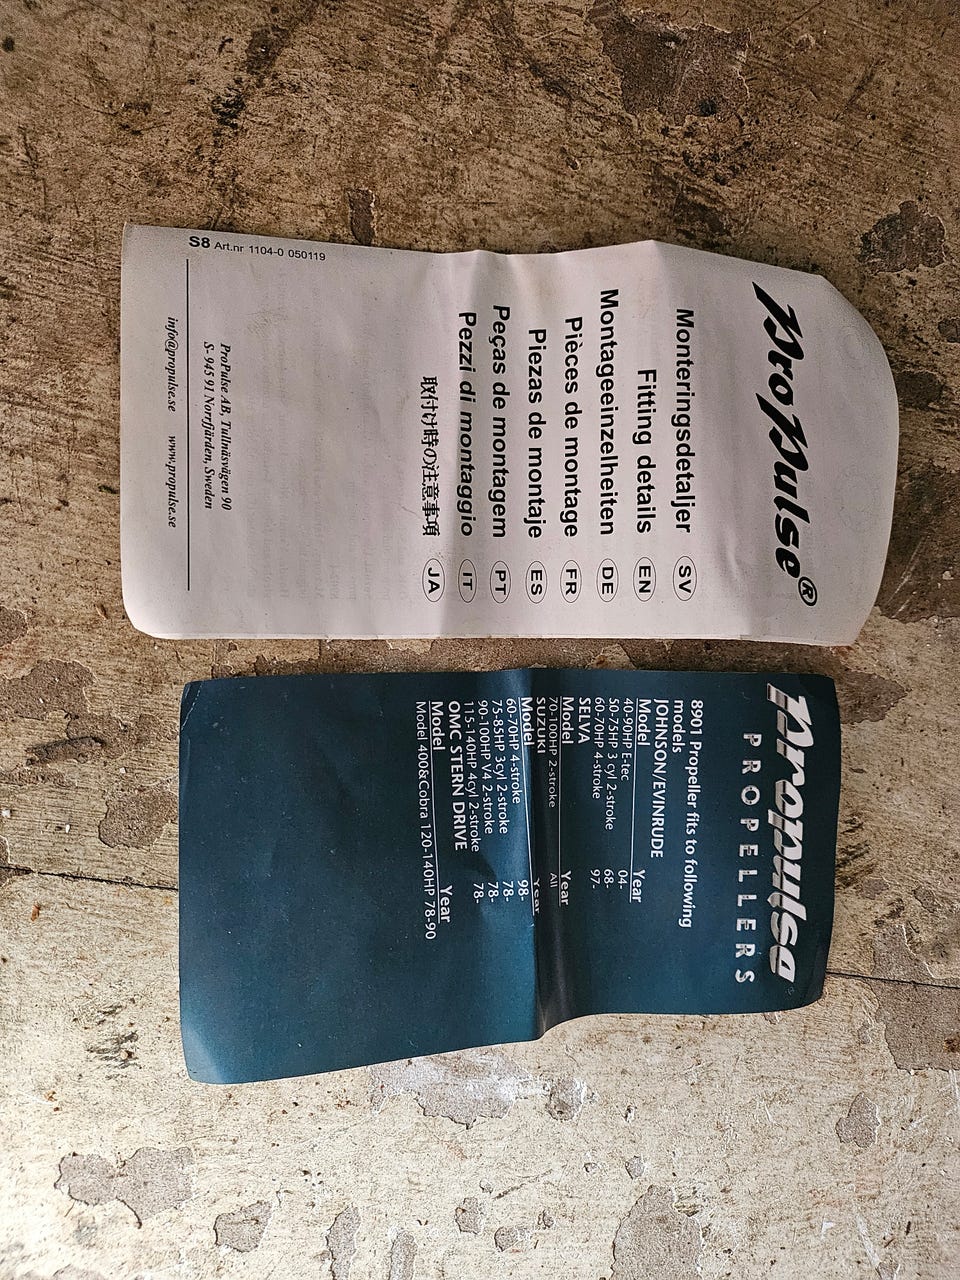 ProPulse®
Monteringsdetaljer SV
Fitting details EN
Montageeinzelheiten DE
Pièces de montage FR
Piezas de montaje ES
Peças de montagem PT
Pezzi di montaggio IT
取付け時の注意事項 JA
ProPulse AB, Tullnäsvägen 90
S- 945 91 Norrfjärden, Sweden
S8 Art.nr 1104-0 050119
info@propulse.se www.propulse.se
Propulse®
PROPELLERS
8901 Propeller fits to following
models
JOHNSON/EVINRUDE
Model Year
40-90HP E-tec 04-
50-75HP 3 cyl 2-stroke 68-
60-70HP 4-stroke 97-
SELVA
Model Year
70-100HP 2-stroke All
SUZUKI
Model Year
60-70HP 4-stroke 98-
75-85HP 3cyl 2-stroke 78-
90-100HP V4 2-stroke 78-
115-140HP 4cyl 2-stroke 78-
OMC STERN DRIVE
Model Year
Model 400&Cobra 120-140HP 78-90